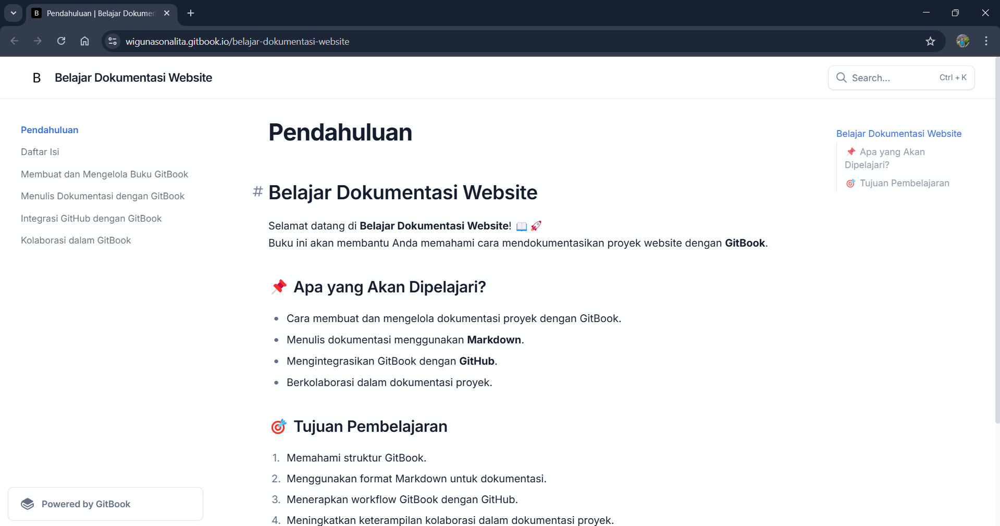 B Pendahuluan | Belajar Dokumen
wigunasonalita.gitbook.io/belajar-dokumentasi-website
B Belajar Dokumentasi Website
Search... Ctrl + K
Pendahuluan
Daftar Isi
Membuat dan Mengelola Buku GitBook
Menulis Dokumentasi dengan GitBook
Integrasi GitHub dengan GitBook
Kolaborasi dalam GitBook
Powered by GitBook
Pendahuluan
# Belajar Dokumentasi Website
Selamat datang di Belajar Dokumentasi Website! 📖 🚀
Buku ini akan membantu Anda memahami cara mendokumentasikan proyek website dengan GitBook.
📌 Apa yang Akan Dipelajari?
• Cara membuat dan mengelola dokumentasi proyek dengan GitBook.
• Menulis dokumentasi menggunakan Markdown.
• Mengintegrasikan GitBook dengan GitHub.
• Berkolaborasi dalam dokumentasi proyek.
🎯 Tujuan Pembelajaran
1. Memahami struktur GitBook.
2. Menggunakan format Markdown untuk dokumentasi.
3. Menerapkan workflow GitBook dengan GitHub.
4. Meningkatkan keterampilan kolaborasi dalam dokumentasi proyek.
Belajar Dokumentasi Website
📌 Apa yang Akan
Dipelajari?
🎯 Tujuan Pembelajaran